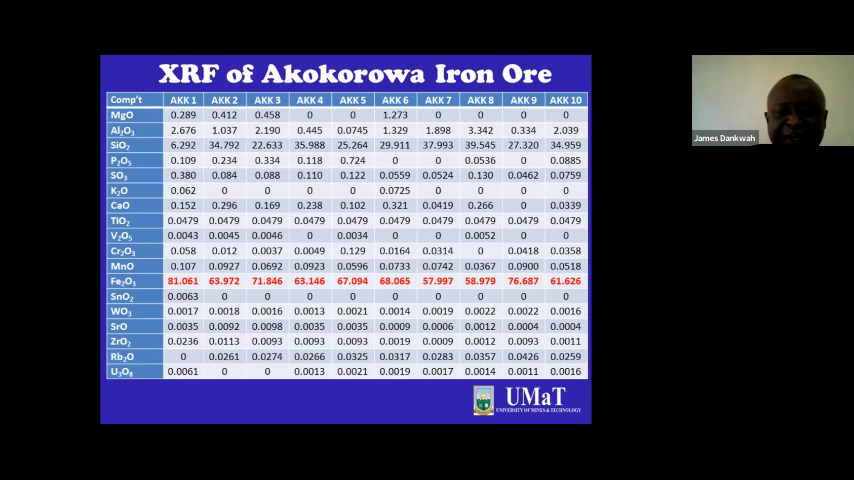 XRF of Akokorowa Iron Ore
Comp't AKK 1 AKK 2 AKK 3 AKK 4 AKK 5 AKK 6 AKK 7 AKK 8 AKK 9 AKK 10
MgO 0.289 0.412 0.458 0 0 1.273 0 0 0 0
Al₂O₃ 2.676 1.037 2.190 0.445 0.0745 1.329 1.898 3.342 0.334 2.039
SiO₂ 6.292 34.792 22.633 35.988 25.264 29.911 37.993 39.545 27.320 34.959
P₂O₅ 0.109 0.234 0.334 0.118 0.724 0 0 0.0536 0 0.0885
SO₃ 0.380 0.084 0.088 0.110 0.122 0.0559 0.0524 0.130 0.0462 0.0759
K₂O 0.062 0 0 0 0 0.0725 0 0 0 0
CaO 0.152 0.296 0.169 0.238 0.102 0.321 0.0419 0.266 0 0.0339
TiO₂ 0.0479 0.0479 0.0479 0.0479 0.0479 0.0479 0.0479 0.0479 0.0479 0.0479
V₂O₅ 0.0043 0.0045 0.0046 0 0.0034 0 0 0.0052 0 0
Cr₂O₃ 0.058 0.012 0.0037 0.0049 0.129 0.0164 0.0314 0 0.0418 0.0358
MnO 0.107 0.0927 0.0692 0.0923 0.0596 0.0733 0.0742 0.0367 0.0900 0.0518
Fe₂O₃ 81.061 63.972 71.846 63.146 67.094 68.065 57.997 58.979 76.687 61.626
SnO₂ 0.0063 0 0 0 0 0 0 0 0 0
WO₃ 0.0017 0.0018 0.0016 0.0013 0.0021 0.0014 0.0019 0.0022 0.0022 0.0016
SrO 0.0035 0.0092 0.0098 0.0035 0.0035 0.0009 0.0006 0.0012 0.0004 0.0004
ZrO₂ 0.0236 0.0113 0.0093 0.0093 0.0093 0.0019 0.0009 0.0012 0.0093 0.0011
Rb₂O 0 0.0261 0.0274 0.0266 0.0325 0.0317 0.0283 0.0357 0.0426 0.0259
U₃O₈ 0.0061 0 0 0.0013 0.0021 0.0019 0.0017 0.0014 0.0011 0.0016
UMaT
UNIVERSITY OF MINES & TECHNOLOGY
James Dankwah